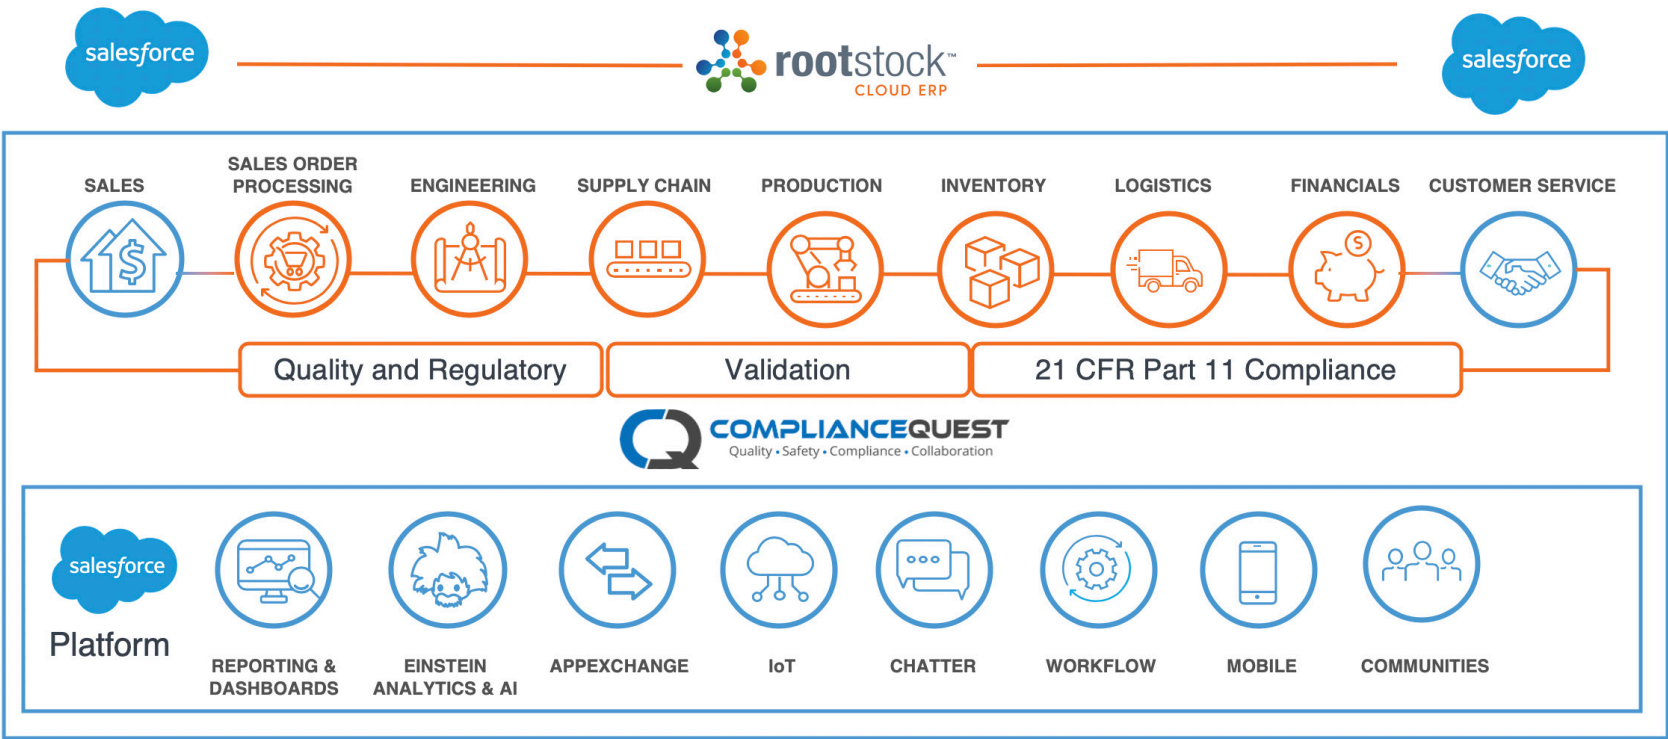 salesforce
rootstock™
CLOUD ERP
salesforce
SALES
SALES ORDER
PROCESSING
ENGINEERING
SUPPLY CHAIN
PRODUCTION
INVENTORY
LOGISTICS
FINANCIALS
CUSTOMER SERVICE
$
S
Quality and Regulatory
Validation
21 CFR Part 11 Compliance
CQ
COMPLIANCEQUEST
Quality • Safety • Compliance • Collaboration
salesforce
Platform
REPORTING &
DASHBOARDS
EINSTEIN
ANALYTICS & AI
APPEXCHANGE
IoT
CHATTER
WORKFLOW
MOBILE
COMMUNITIES